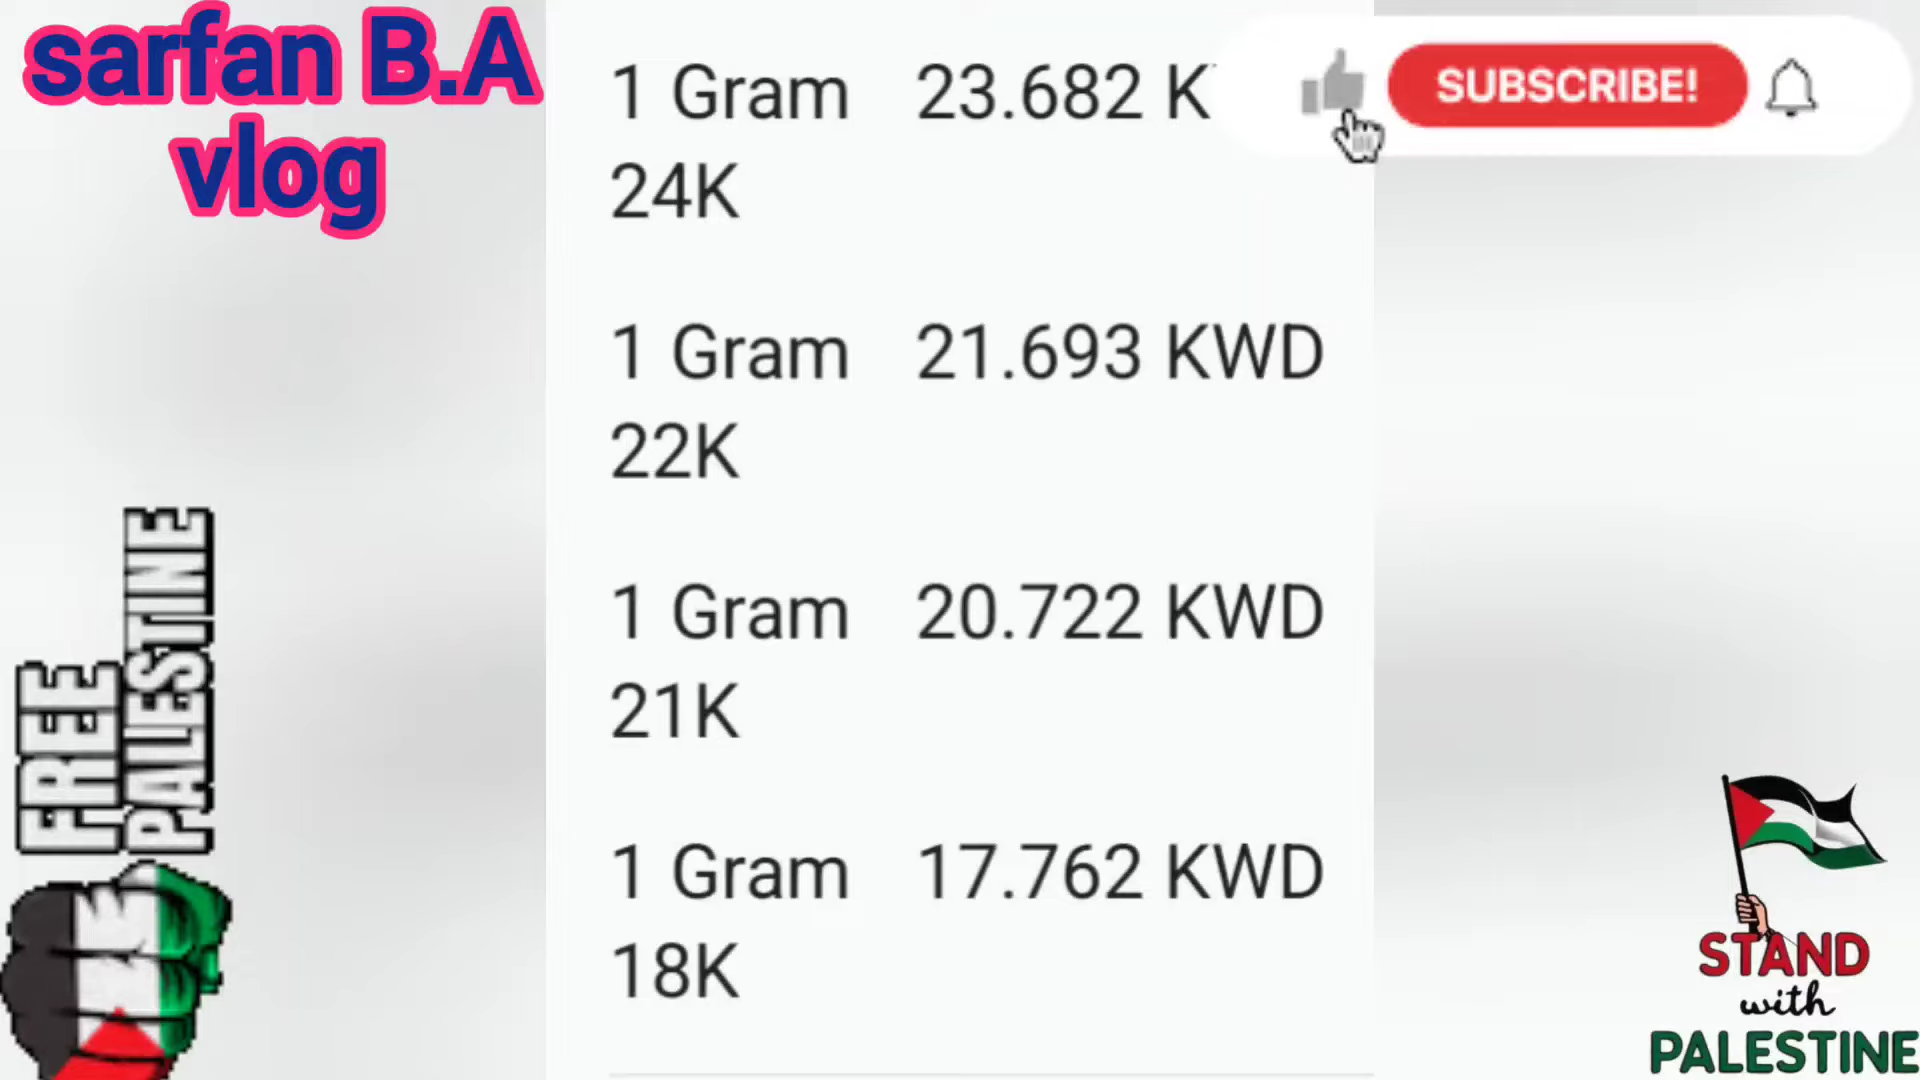 sarfan B.A
vlog
1 Gram 23.682 K
24K
SUBSCRIBE!
1 Gram 21.693 KWD
22K
1 Gram 20.722 KWD
21K
1 Gram 17.762 KWD
18K
FREE
PALESTINE
STAND
with
PALESTINE